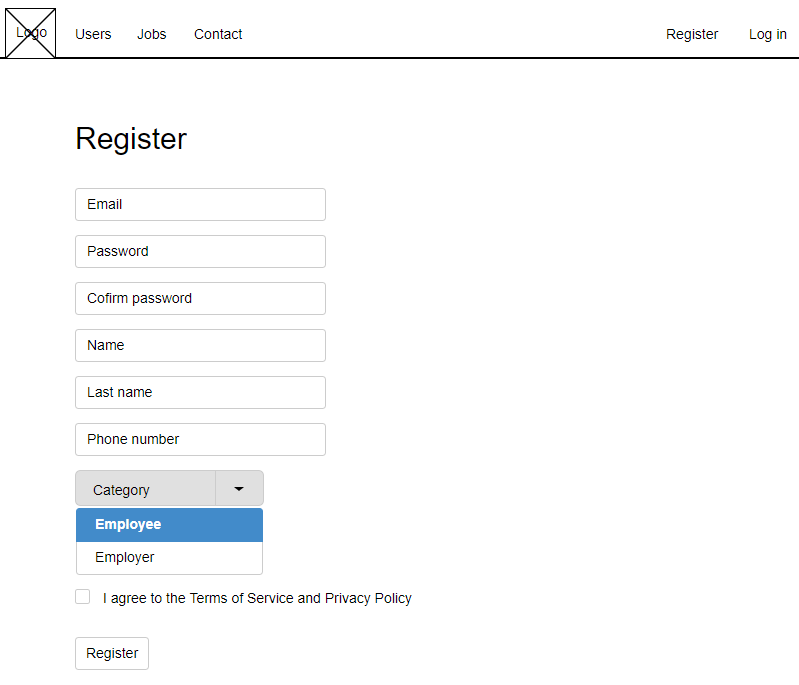 Logo Users Jobs Contact Register Log in
Register
Email
Password
Cofirm password
Name
Last name
Phone number
Category
Employee
Employer
I agree to the Terms of Service and Privacy Policy
Register